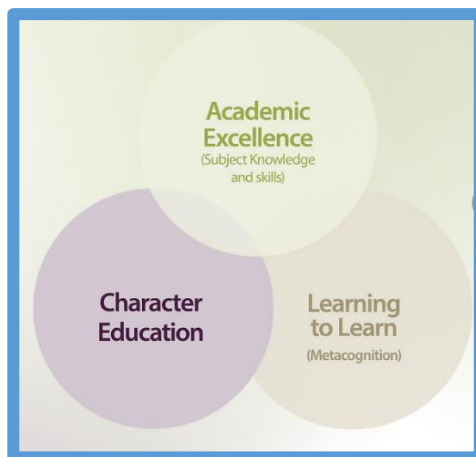 Academic
Excellence
(Subject Knowledge
and skills)
Character
Education
Learning
to Learn
(Metacognition)